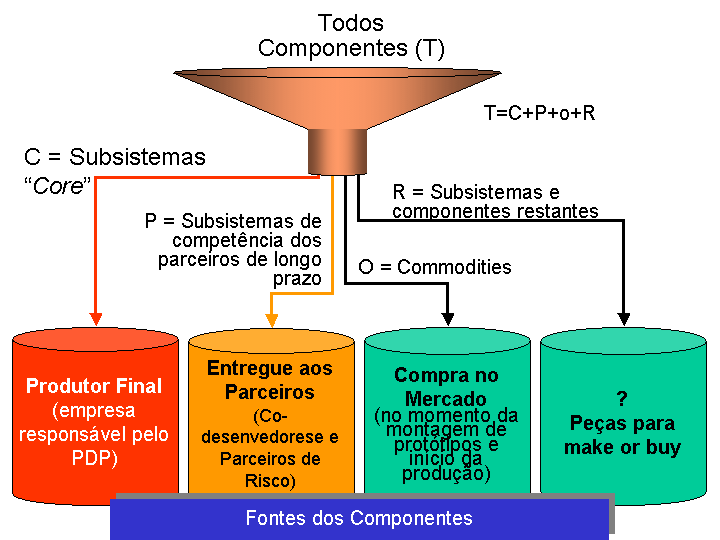 Todos
Componentes (T)
T=C+P+o+R
C = Subsistemas
“Core”
R = Subsistemas e
componentes restantes
P = Subsistemas de
competência dos
parceiros de longo
prazo
O = Commodities
Produtor Final
(empresa
responsável pelo
PDP)
Entregue aos
Parceiros
(Co-
desenvedorese e
Parceiros de
Risco)
Compra no
Mercado
(no momento da
montagem de
protótipos e
início da
produção)
?
Peças para
make or buy
Fontes dos Componentes